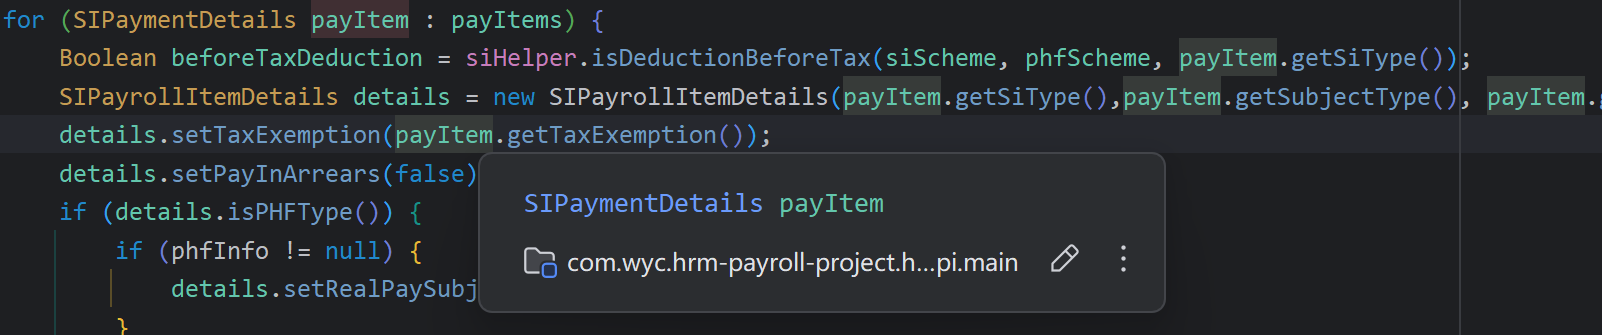 for (SIPaymentDetails payItem : payItems) {
Boolean beforeTaxDeduction = siHelper.isDeductionBeforeTax(siScheme, phfScheme, payItem.getSiType());
SIPayrollItemDetails details = new SIPayrollItemDetails(payItem.getSiType(),payItem.getSubjectType(), payItem.
details.setTaxExemption(payItem.getTaxExemption());
details.setPayInArrears(false)
if (details.isPHFType()) {
if (phfInfo != null) {
details.setRealPaySubj
}
SIPaymentDetails payItem
com.wyc.hrm-payroll-project.h...pi.main